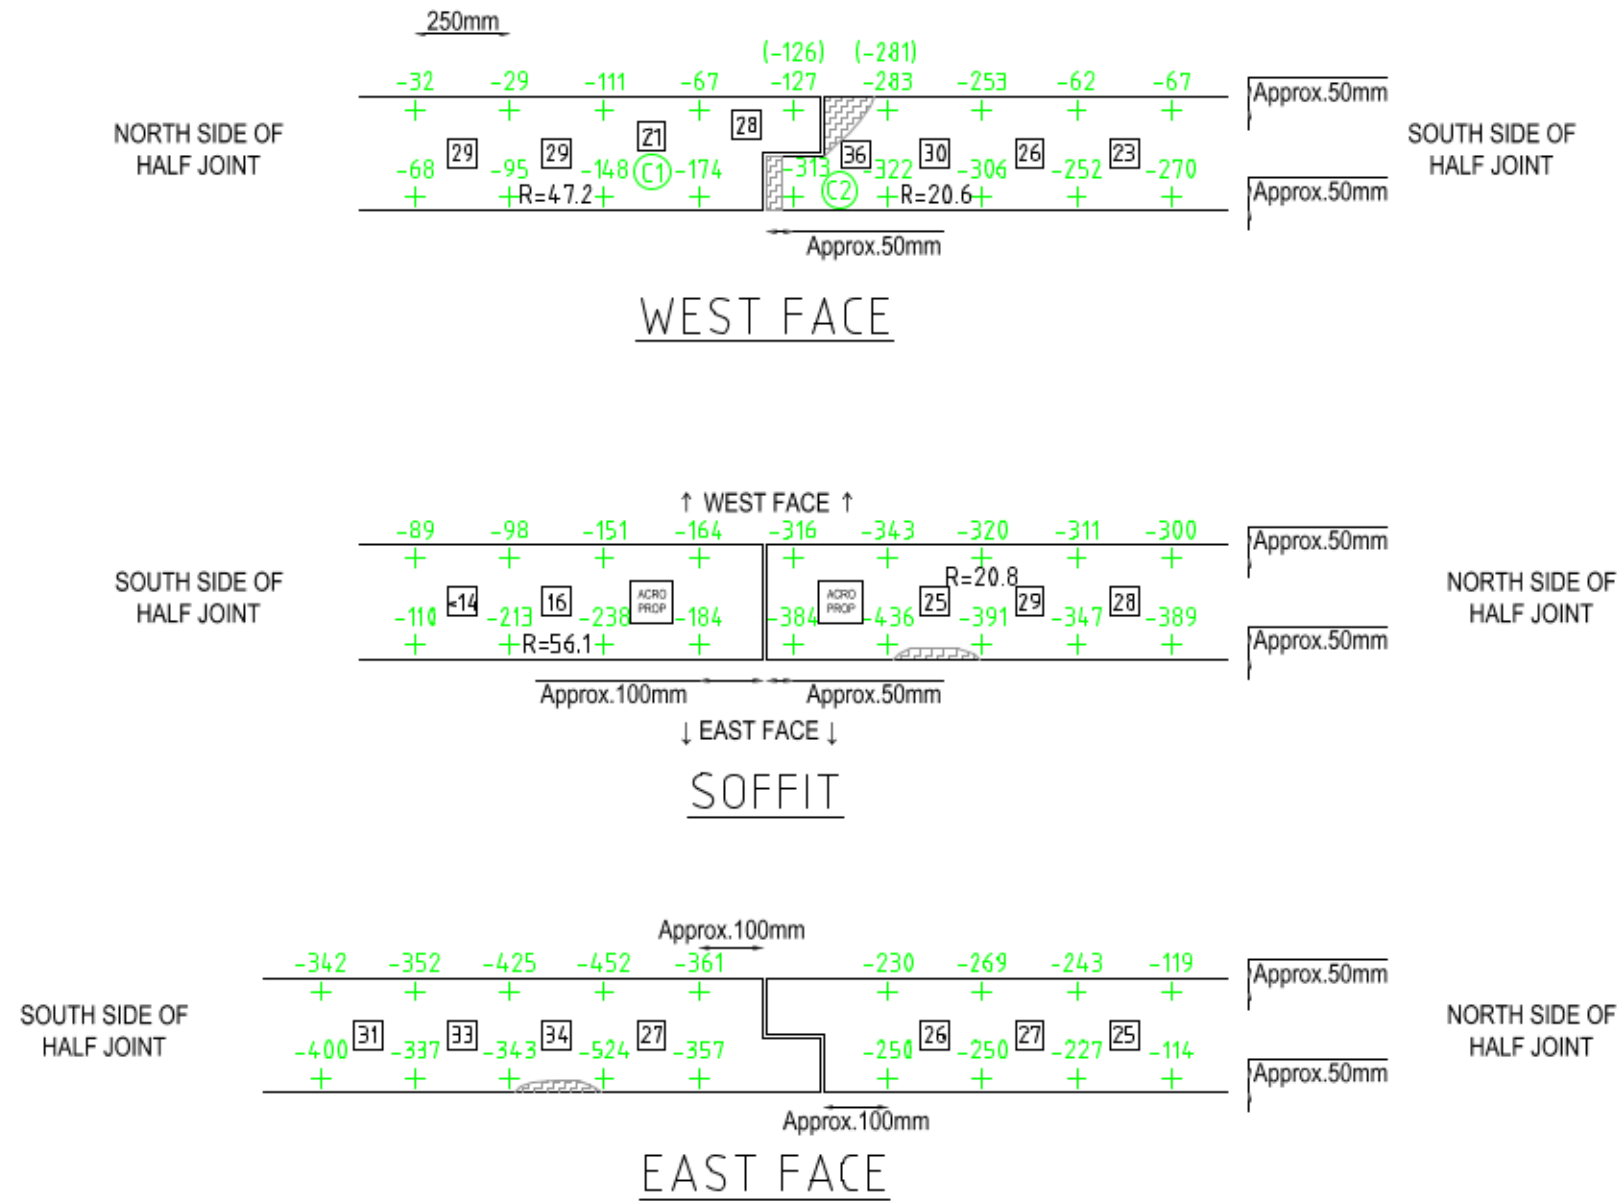 250mm
(-126) (-281)
-32 -29 -111 -67 -127 -283 -253 -62 -67
Approx.50mm
NORTH SIDE OF
HALF JOINT
29 29 21 28 36 30 26 23
SOUTH SIDE OF
HALF JOINT
-68 -95 -148 C1 -174 -313 C2 -322 -306 -252 -270
R=47.2 R=20.6
Approx.50mm
Approx.50mm
WEST FACE
↑ WEST FACE ↑
-89 -98 -151 -164 -316 -343 -320 -311 -300
Approx.50mm
SOUTH SIDE OF
HALF JOINT
R=20.8
<14 16 ACRO PROP ACRO PROP 25 29 28
NORTH SIDE OF
HALF JOINT
-110 -213 -238 -184 -384 -436 -391 -347 -389
R=56.1
Approx.50mm
Approx.100mm Approx.50mm
↓ EAST FACE ↓
SOFFIT
Approx.100mm
-342 -352 -425 -452 -361 -230 -269 -243 -119
Approx.50mm
SOUTH SIDE OF
HALF JOINT
31 33 34 27 26 27 25
NORTH SIDE OF
HALF JOINT
-400 -337 -343 -524 -357 -250 -250 -227 -114
Approx.50mm
Approx.100mm
EAST FACE